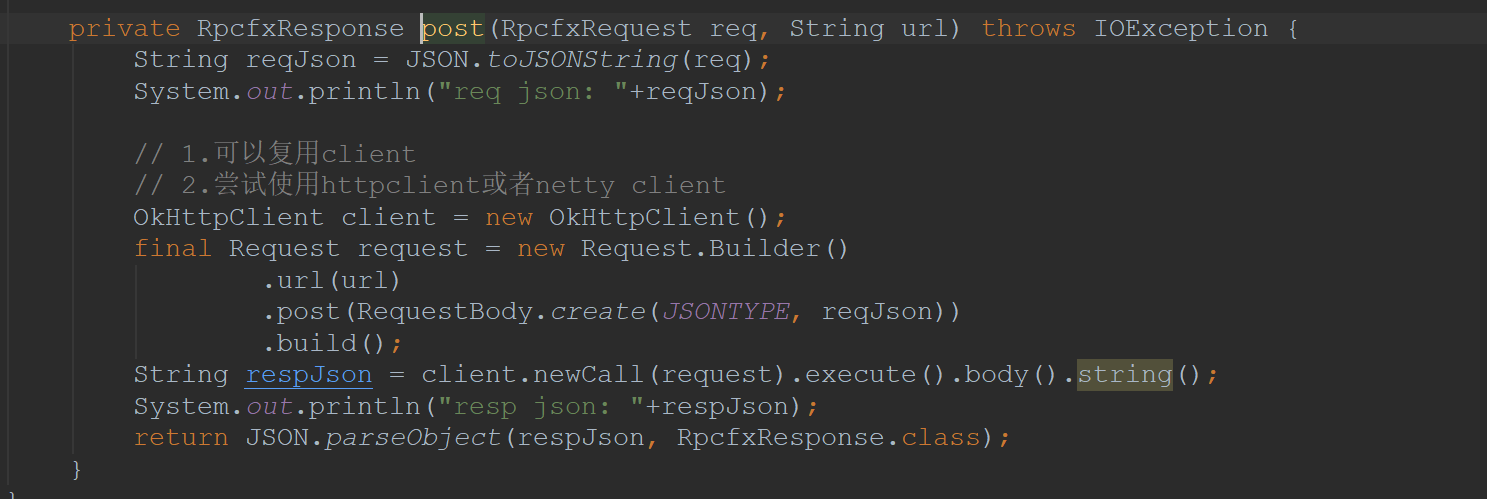 private RpcfxResponse post(RpcfxRequest req, String url) throws IOException {
String reqJson = JSON.toJSONString(req);
System.out.println("req json: "+reqJson);
// 1.可以复用client
// 2.尝试使用httpclient或者netty client
OkHttpClient client = new OkHttpClient();
final Request request = new Request.Builder()
.url(url)
.post(RequestBody.create(JSONTYPE, reqJson))
.build();
String respJson = client.newCall(request).execute().body().string();
System.out.println("resp json: "+respJson);
return JSON.parseObject(respJson, RpcfxResponse.class);
}